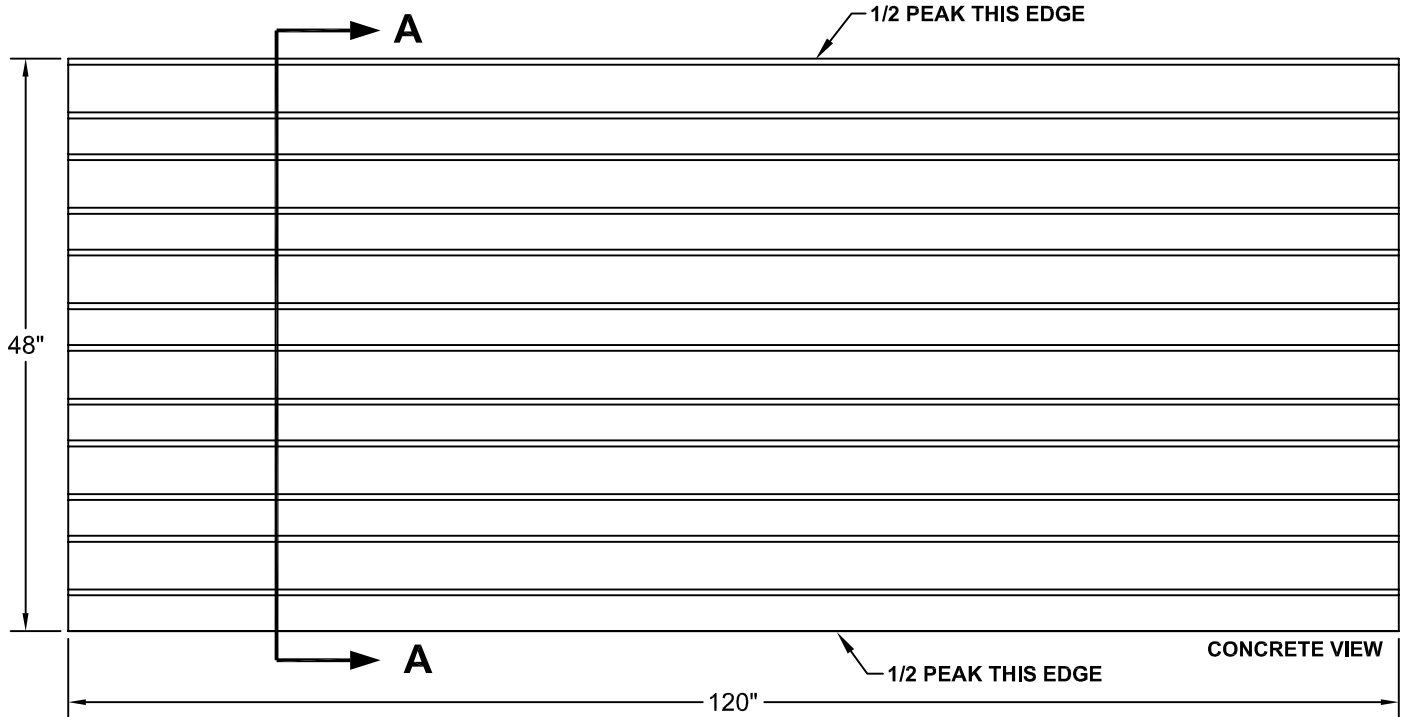 1/2 PEAK THIS EDGE
A
48"
A
CONCRETE VIEW
1/2 PEAK THIS EDGE
120"